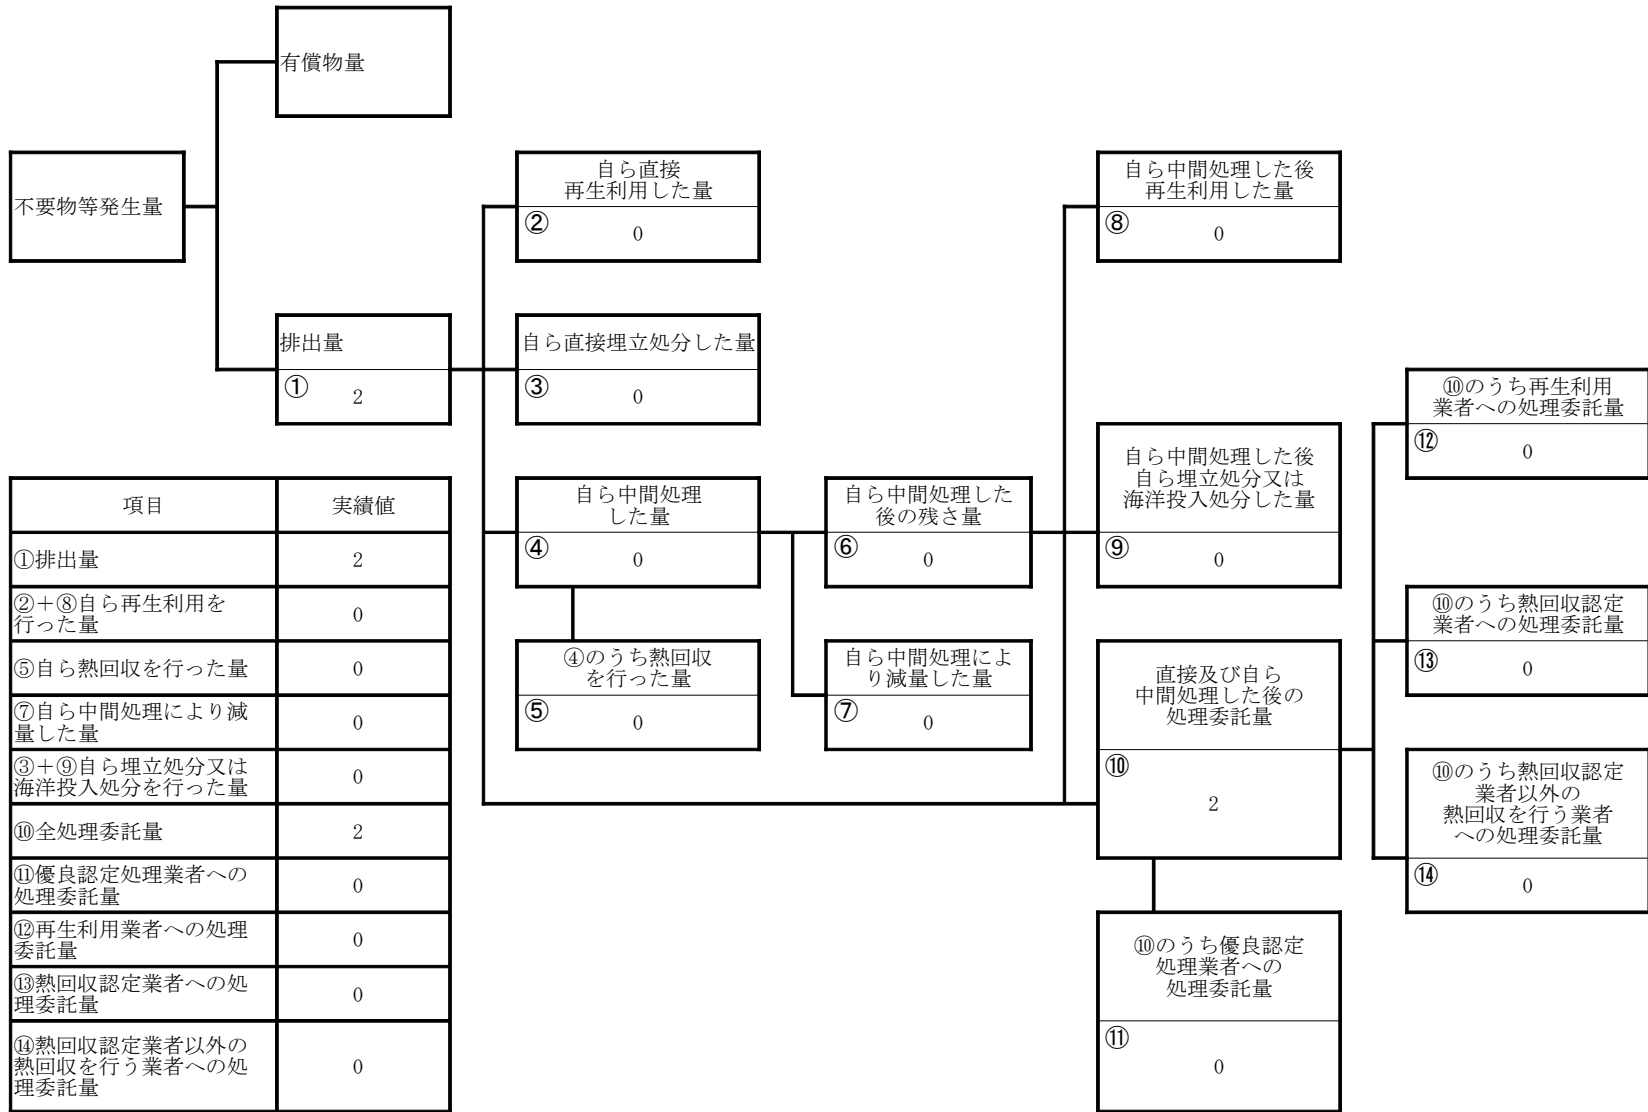 有償物量
不要物等発生量
排出量
①
2
自ら直接
再生利用した量
②
0
自ら直接埋立処分した量
③
0
自ら中間処理
した量
④
0
④のうち熱回収
を行った量
⑤
0
自ら中間処理した
後の残さ量
⑥
0
自ら中間処理によ
り減量した量
⑦
0
自ら中間処理した後
再生利用した量
⑧
0
自ら中間処理した後
自ら埋立処分又は
海洋投入処分した量
⑨
0
直接及び自ら
中間処理した後の
処理委託量
⑩
2
⑩のうち優良認定
処理業者への
処理委託量
⑪
0
⑩のうち再生利用
業者への処理委託量
⑫
0
⑩のうち熱回収認定
業者への処理委託量
⑬
0
⑩のうち熱回収認定
業者以外の
熱回収を行う業者
への処理委託量
⑭
0
項目 実績値
①排出量 2
②＋⑧自ら再生利用を
行った量 0
⑤自ら熱回収を行った量 0
⑦自ら中間処理により減
量した量 0
③＋⑨自ら埋立処分又は
海洋投入処分を行った量 0
⑩全処理委託量 2
⑪優良認定処理業者への
処理委託量 0
⑫再生利用業者への処理
委託量 0
⑬熱回収認定業者への処
理委託量 0
⑭熱回収認定業者以外の
熱回収を行う業者への処
理委託量 0